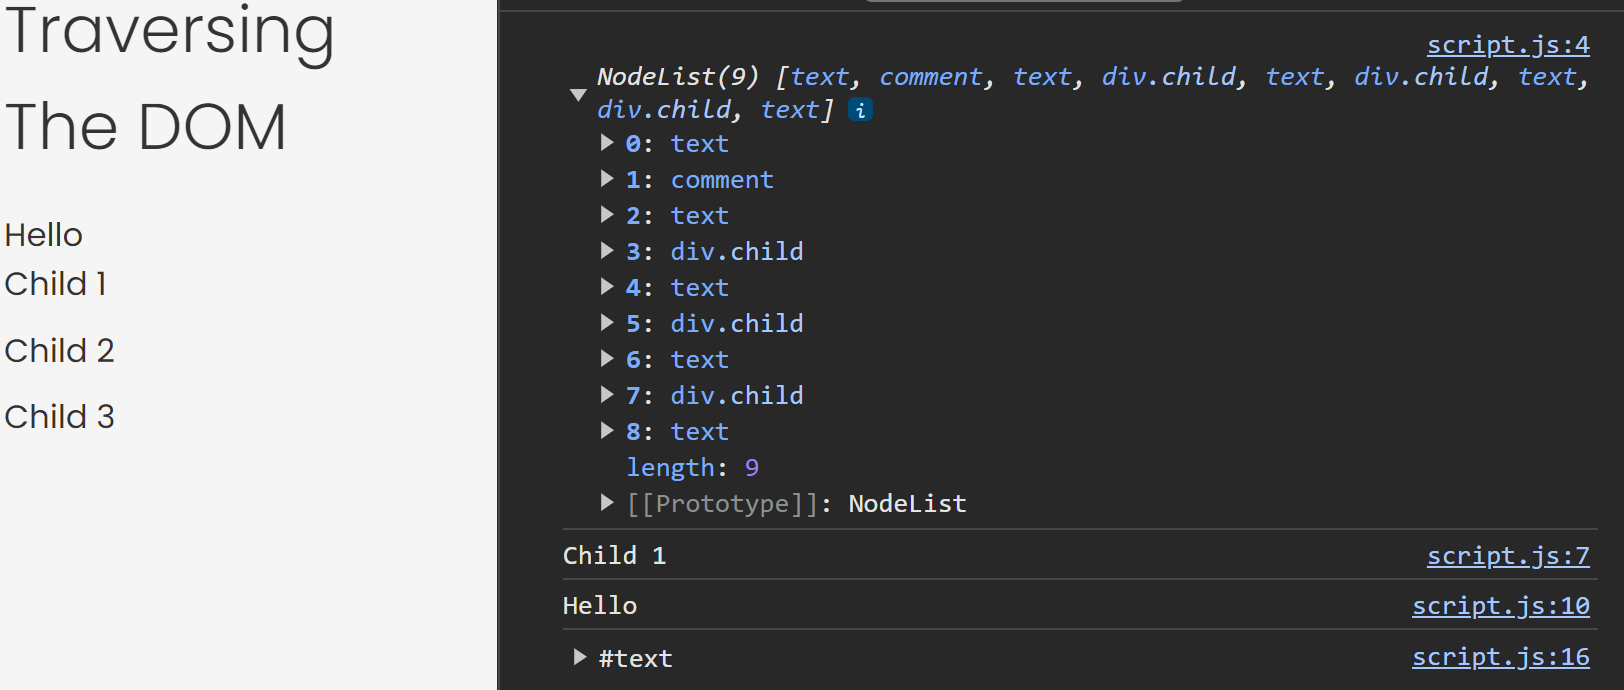 Traversing
The DOM
Hello
Child 1
Child 2
Child 3
script.js:4
NodeList(9) [text, comment, text, div.child, text, div.child, text,
div.child, text] i
0: text
1: comment
2: text
3: div.child
4: text
5: div.child
6: text
7: div.child
8: text
length: 9
[[Prototype]]: NodeList
Child 1 script.js:7
Hello script.js:10
#text script.js:16